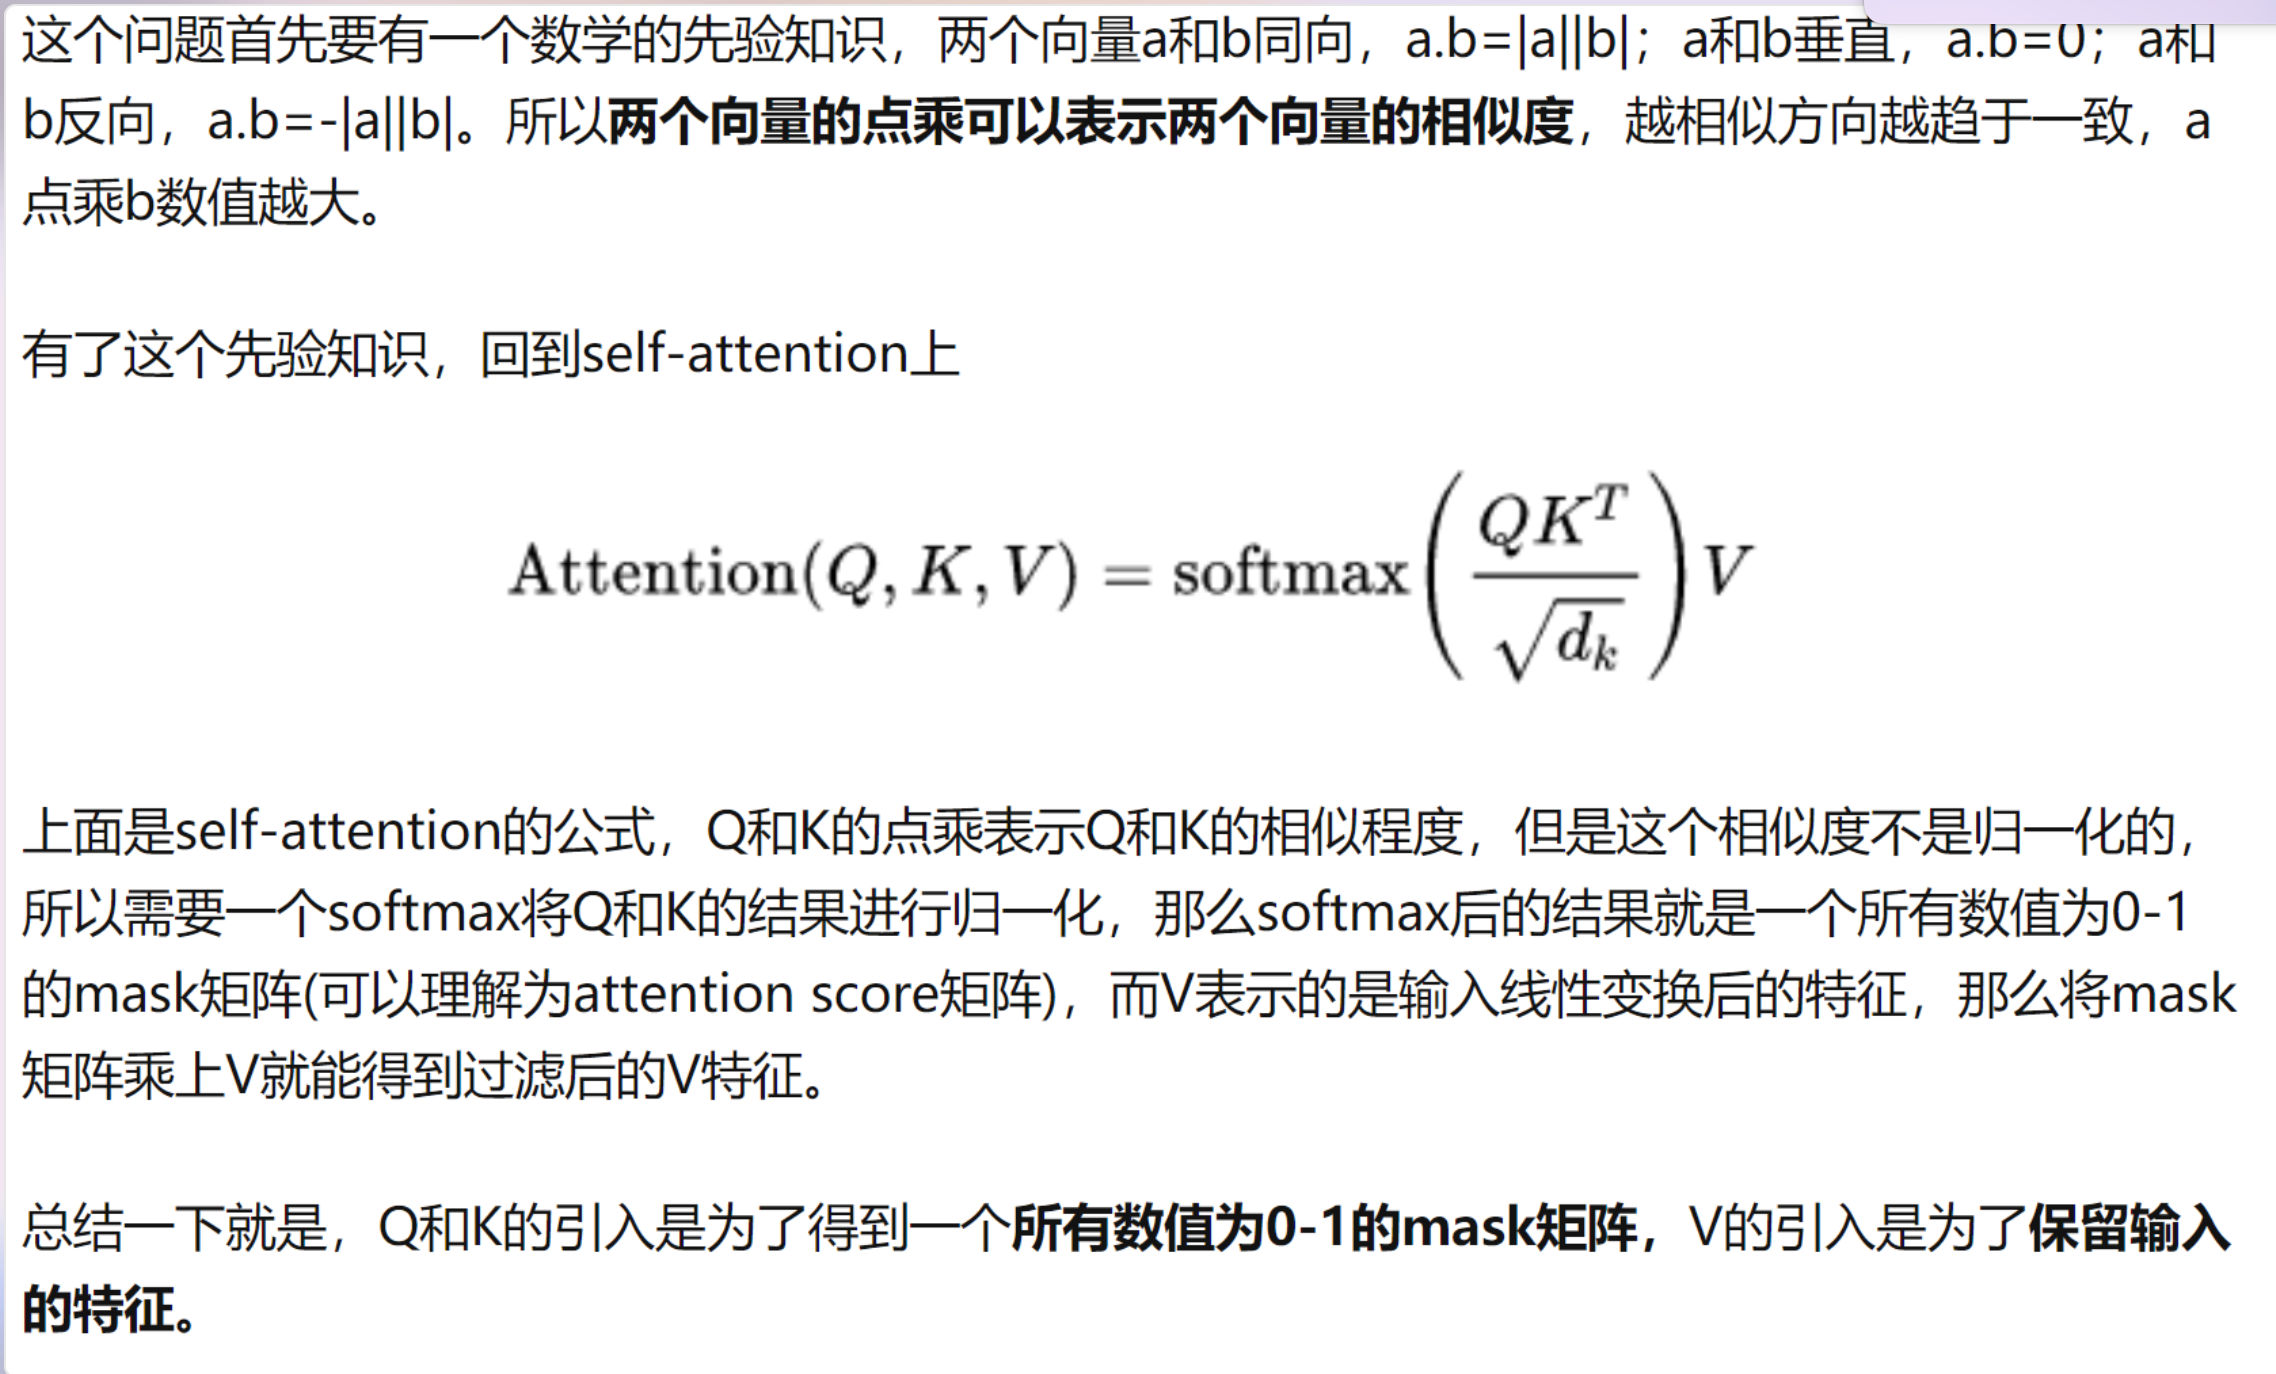 这个问题首先要有一个数学的先验知识，两个向量a和b同向，a.b=|a||b|；a和b垂直，a.b=0；a和
b反向，a.b=-|a||b|。所以两个向量的点乘可以表示两个向量的相似度，越相似方向越趋于一致，a
点乘b数值越大。
有了这个先验知识，回到self-attention上
Attention(Q, K, V) = softmax(QK^T / √d_k)V
上面是self-attention的公式，Q和K的点乘表示Q和K的相似程度，但是这个相似度不是归一化的，
所以需要一个softmax将Q和K的结果进行归一化，那么softmax后的结果就是一个所有数值为0-1
的mask矩阵(可以理解为attention score矩阵)，而V表示的是输入线性变换后的特征，那么将mask
矩阵乘上V就能得到过滤后的V特征。
总结一下就是，Q和K的引入是为了得到一个所有数值为0-1的mask矩阵，V的引入是为了保留输入
的特征。